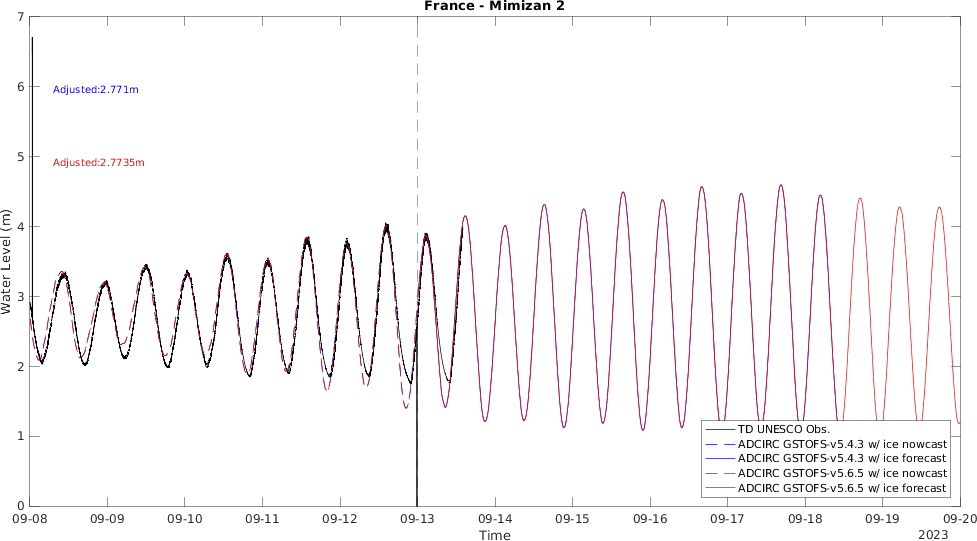 France - Mimizan 2
7
6
5
4
3
2
1
0
Water Level (m)
Adjusted:2.771m
Adjusted:2.7735m
TD UNESCO Obs.
ADCIRC GSTOFS-v5.4.3 w/ ice nowcast
ADCIRC GSTOFS-v5.4.3 w/ ice forecast
ADCIRC GSTOFS-v5.6.5 w/ ice nowcast
ADCIRC GSTOFS-v5.6.5 w/ ice forecast
09-08 09-09 09-10 09-11 09-12 09-13 09-14 09-15 09-16 09-17 09-18 09-19 09-20
Time
2023